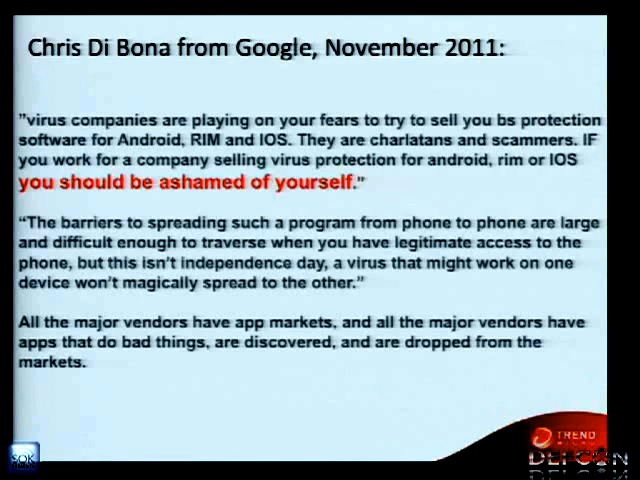 Chris Di Bona from Google, November 2011:
"virus companies are playing on your fears to try to sell you bs protection
software for Android, RIM and IOS. They are charlatans and scammers. IF
you work for a company selling virus protection for android, rim or IOS
you should be ashamed of yourself."
"The barriers to spreading such a program from phone to phone are large
and difficult enough to traverse when you have legitimate access to the
phone, but this isn't independence day, a virus that might work on one
device won't magically spread to the other."
All the major vendors have app markets, and all the major vendors have
apps that do bad things, are discovered, and are dropped from the
markets.
TREND
DEFCON
SOK